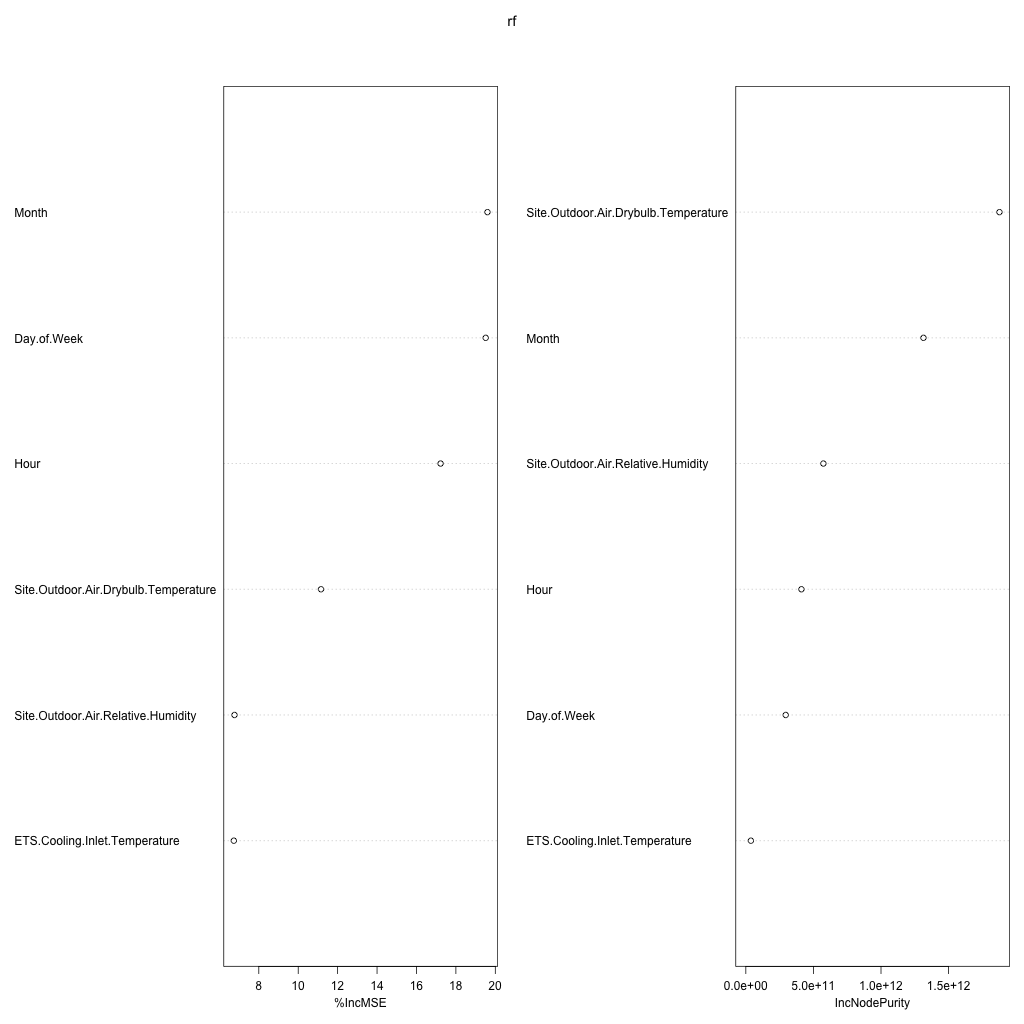 rf
Month
Day.of.Week
Hour
Site.Outdoor.Air.Drybulb.Temperature
Site.Outdoor.Air.Relative.Humidity
ETS.Cooling.Inlet.Temperature
8 10 12 14 16 18 20
%IncMSE
Site.Outdoor.Air.Drybulb.Temperature
Month
Site.Outdoor.Air.Relative.Humidity
Hour
Day.of.Week
ETS.Cooling.Inlet.Temperature
0.0e+00 5.0e+11 1.0e+12 1.5e+12
IncNodePurity